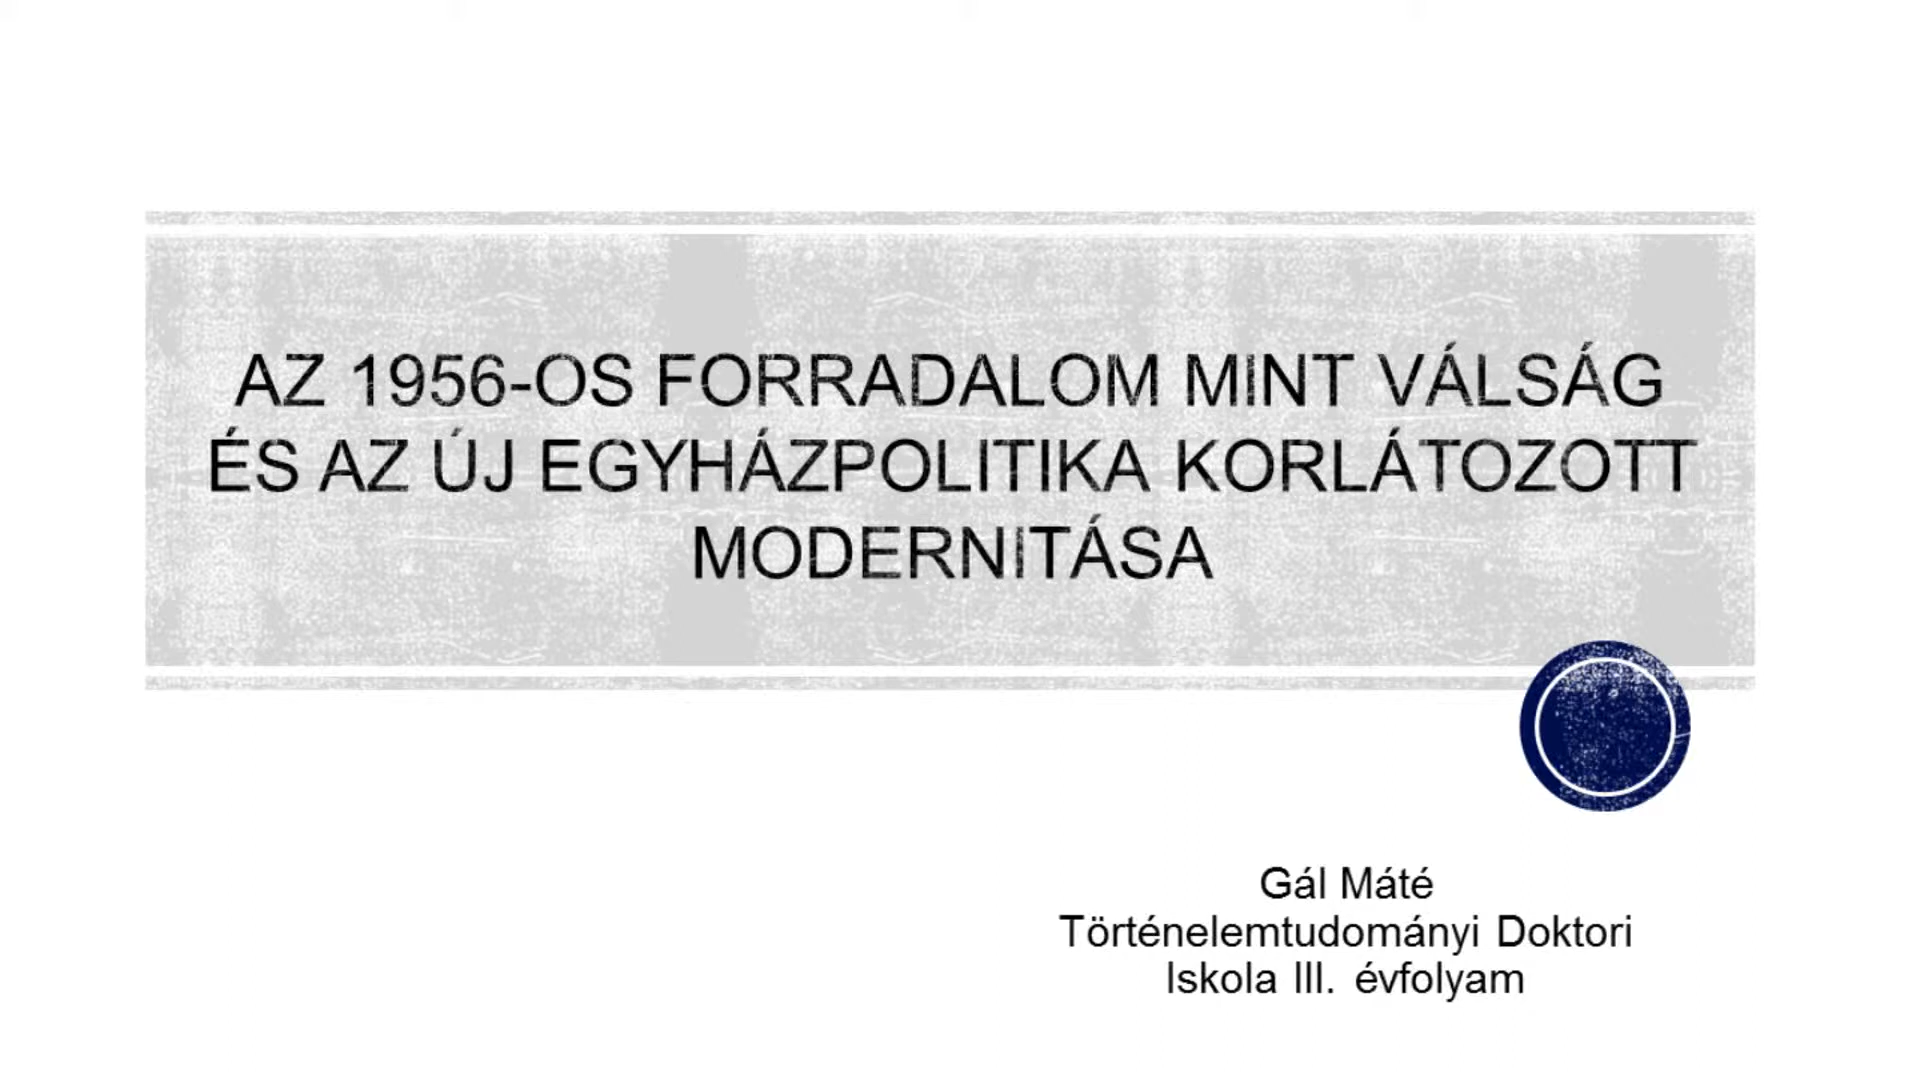 AZ 1956-OS FORRADALOM MINT VÁLSÁG
ÉS AZ ÚJ EGYHÁZPOLITIKA KORLÁTOZOTT
MODERNITÁSA
Gál Máté
Történelemtudományi Doktori
Iskola III. évfolyam